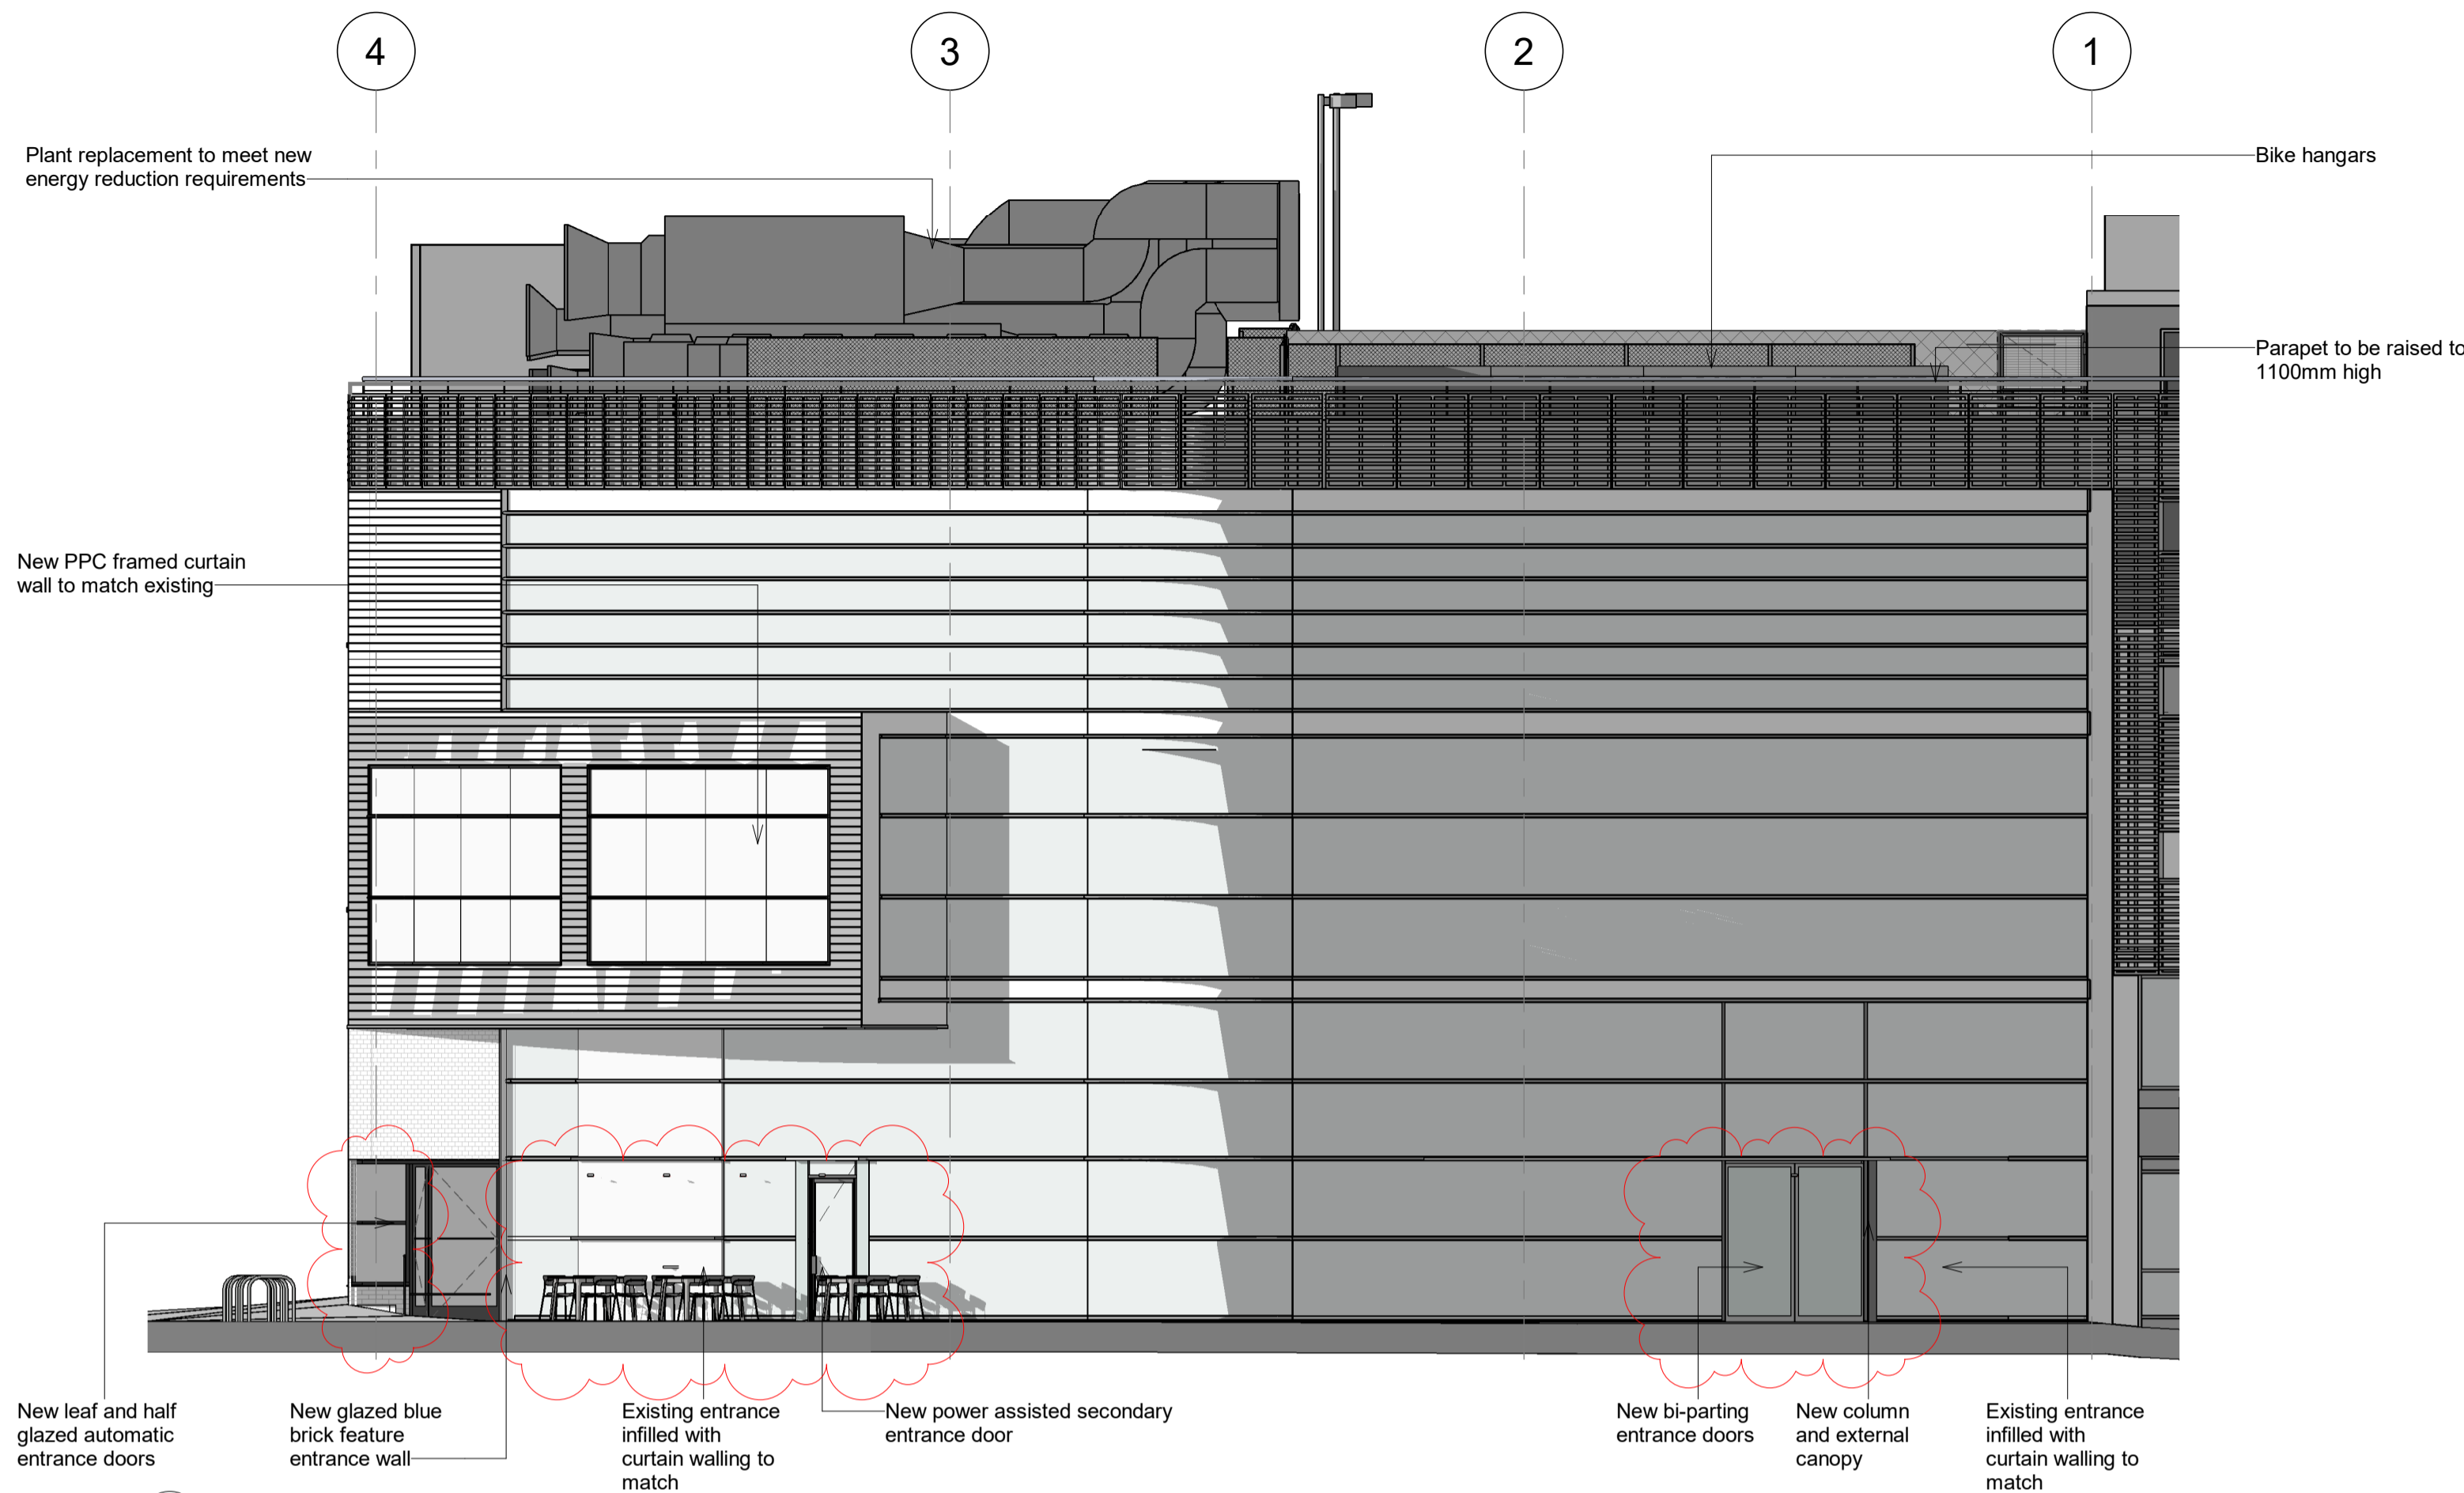 4
3
2
1
Plant replacement to meet new
energy reduction requirements
Bike hangars
Parapet to be raised to
1100mm high
New PPC framed curtain
wall to match existing
New leaf and half
glazed automatic
entrance doors
New glazed blue
brick feature
entrance wall
Existing entrance
infilled with
curtain walling to
match
New power assisted secondary
entrance door
New bi-parting
entrance doors
New column
and external
canopy
Existing entrance
infilled with
curtain walling to
match